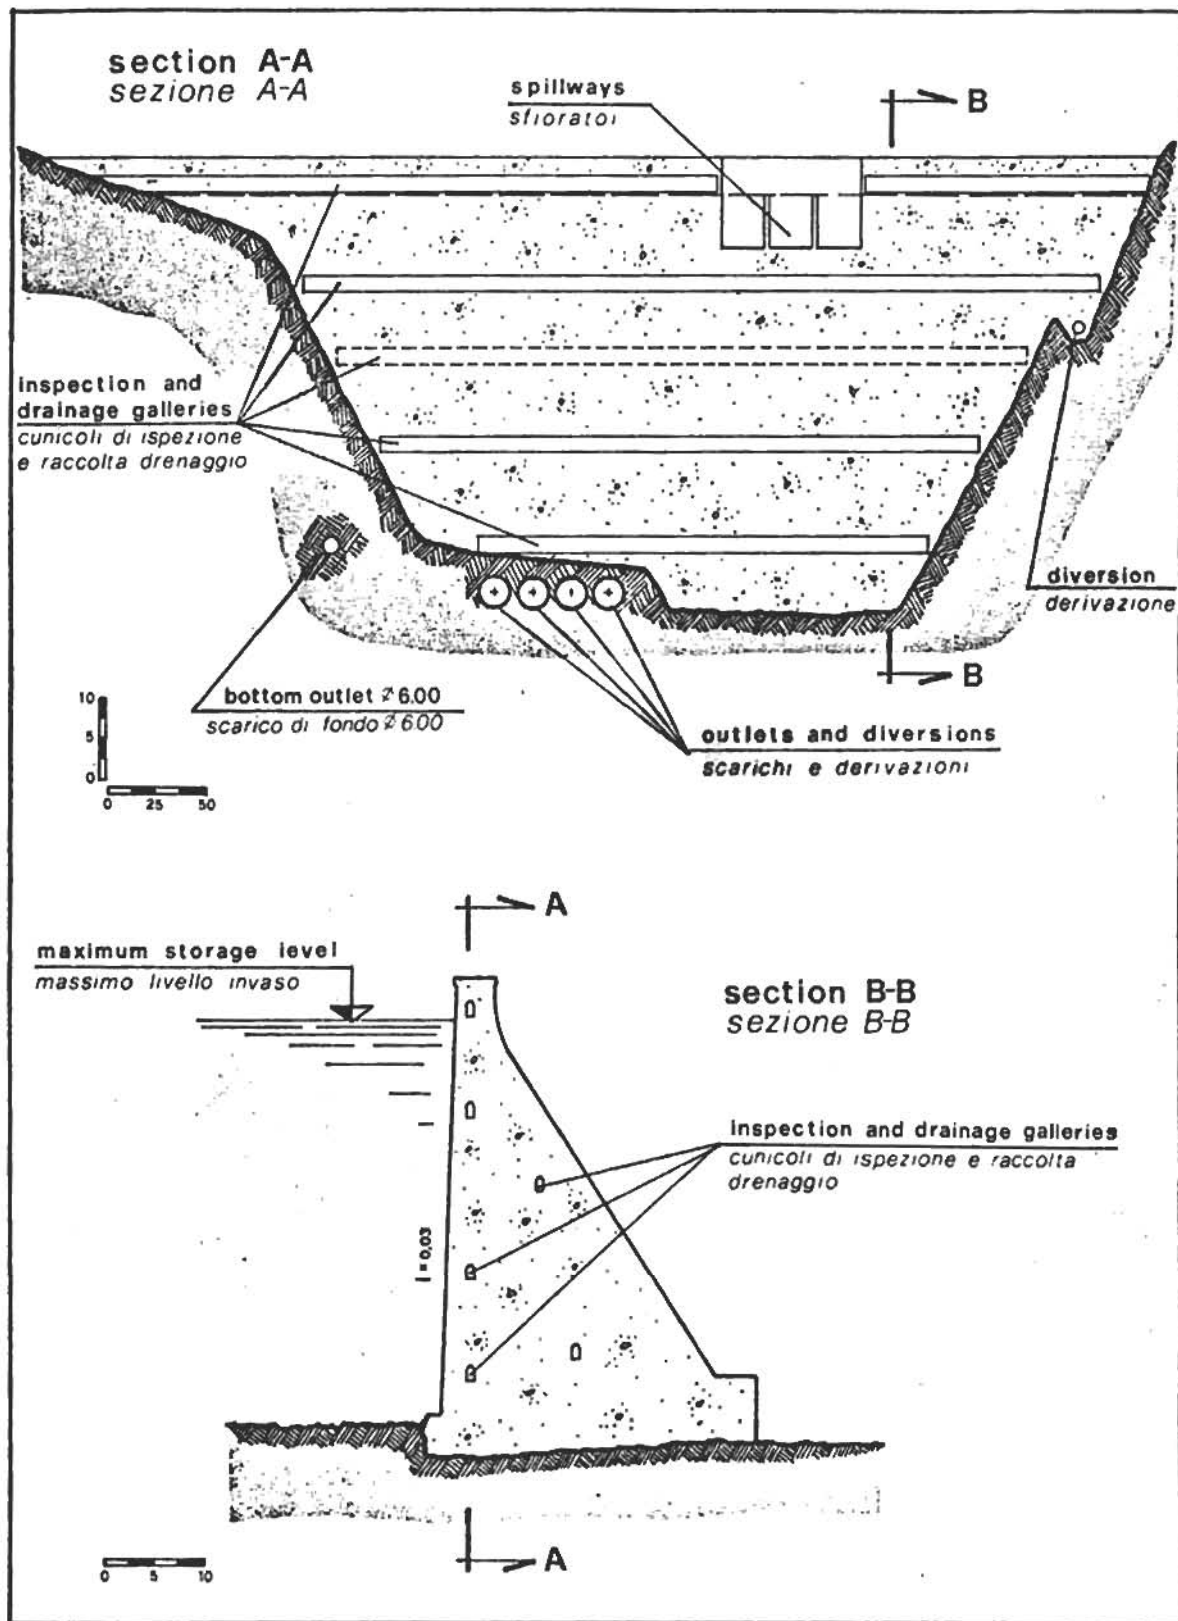 section A-A
sezione A-A
spillways
sfioratoi
B
inspection and
drainage galleries
cunicoli di ispezione
e raccolta drenaggio
diversion
derivazione
B
bottom outlet ⌀ 6.00
scarico di fondo ⌀ 6.00
outlets and diversions
scarichi e derivazioni
10
5
0
0 25 50
A
maximum storage level
massimo livello invaso
section B-B
sezione B-B
inspection and drainage galleries
cunicoli di ispezione e raccolta
drenaggio
I = 0,03
A
0 5 10